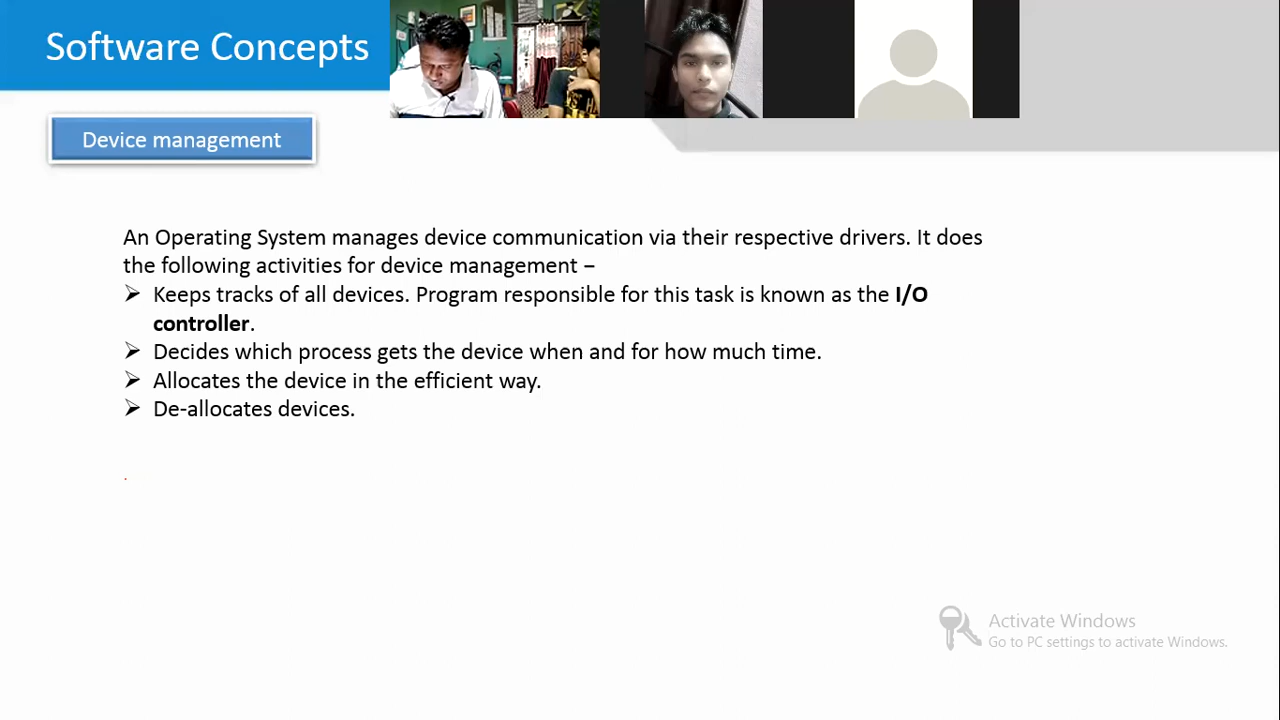 Software Concepts
Device management
An Operating System manages device communication via their respective drivers. It does
the following activities for device management −
➢ Keeps tracks of all devices. Program responsible for this task is known as the I/O
controller.
➢ Decides which process gets the device when and for how much time.
➢ Allocates the device in the efficient way.
➢ De-allocates devices.
Activate Windows
Go to PC settings to activate Windows.